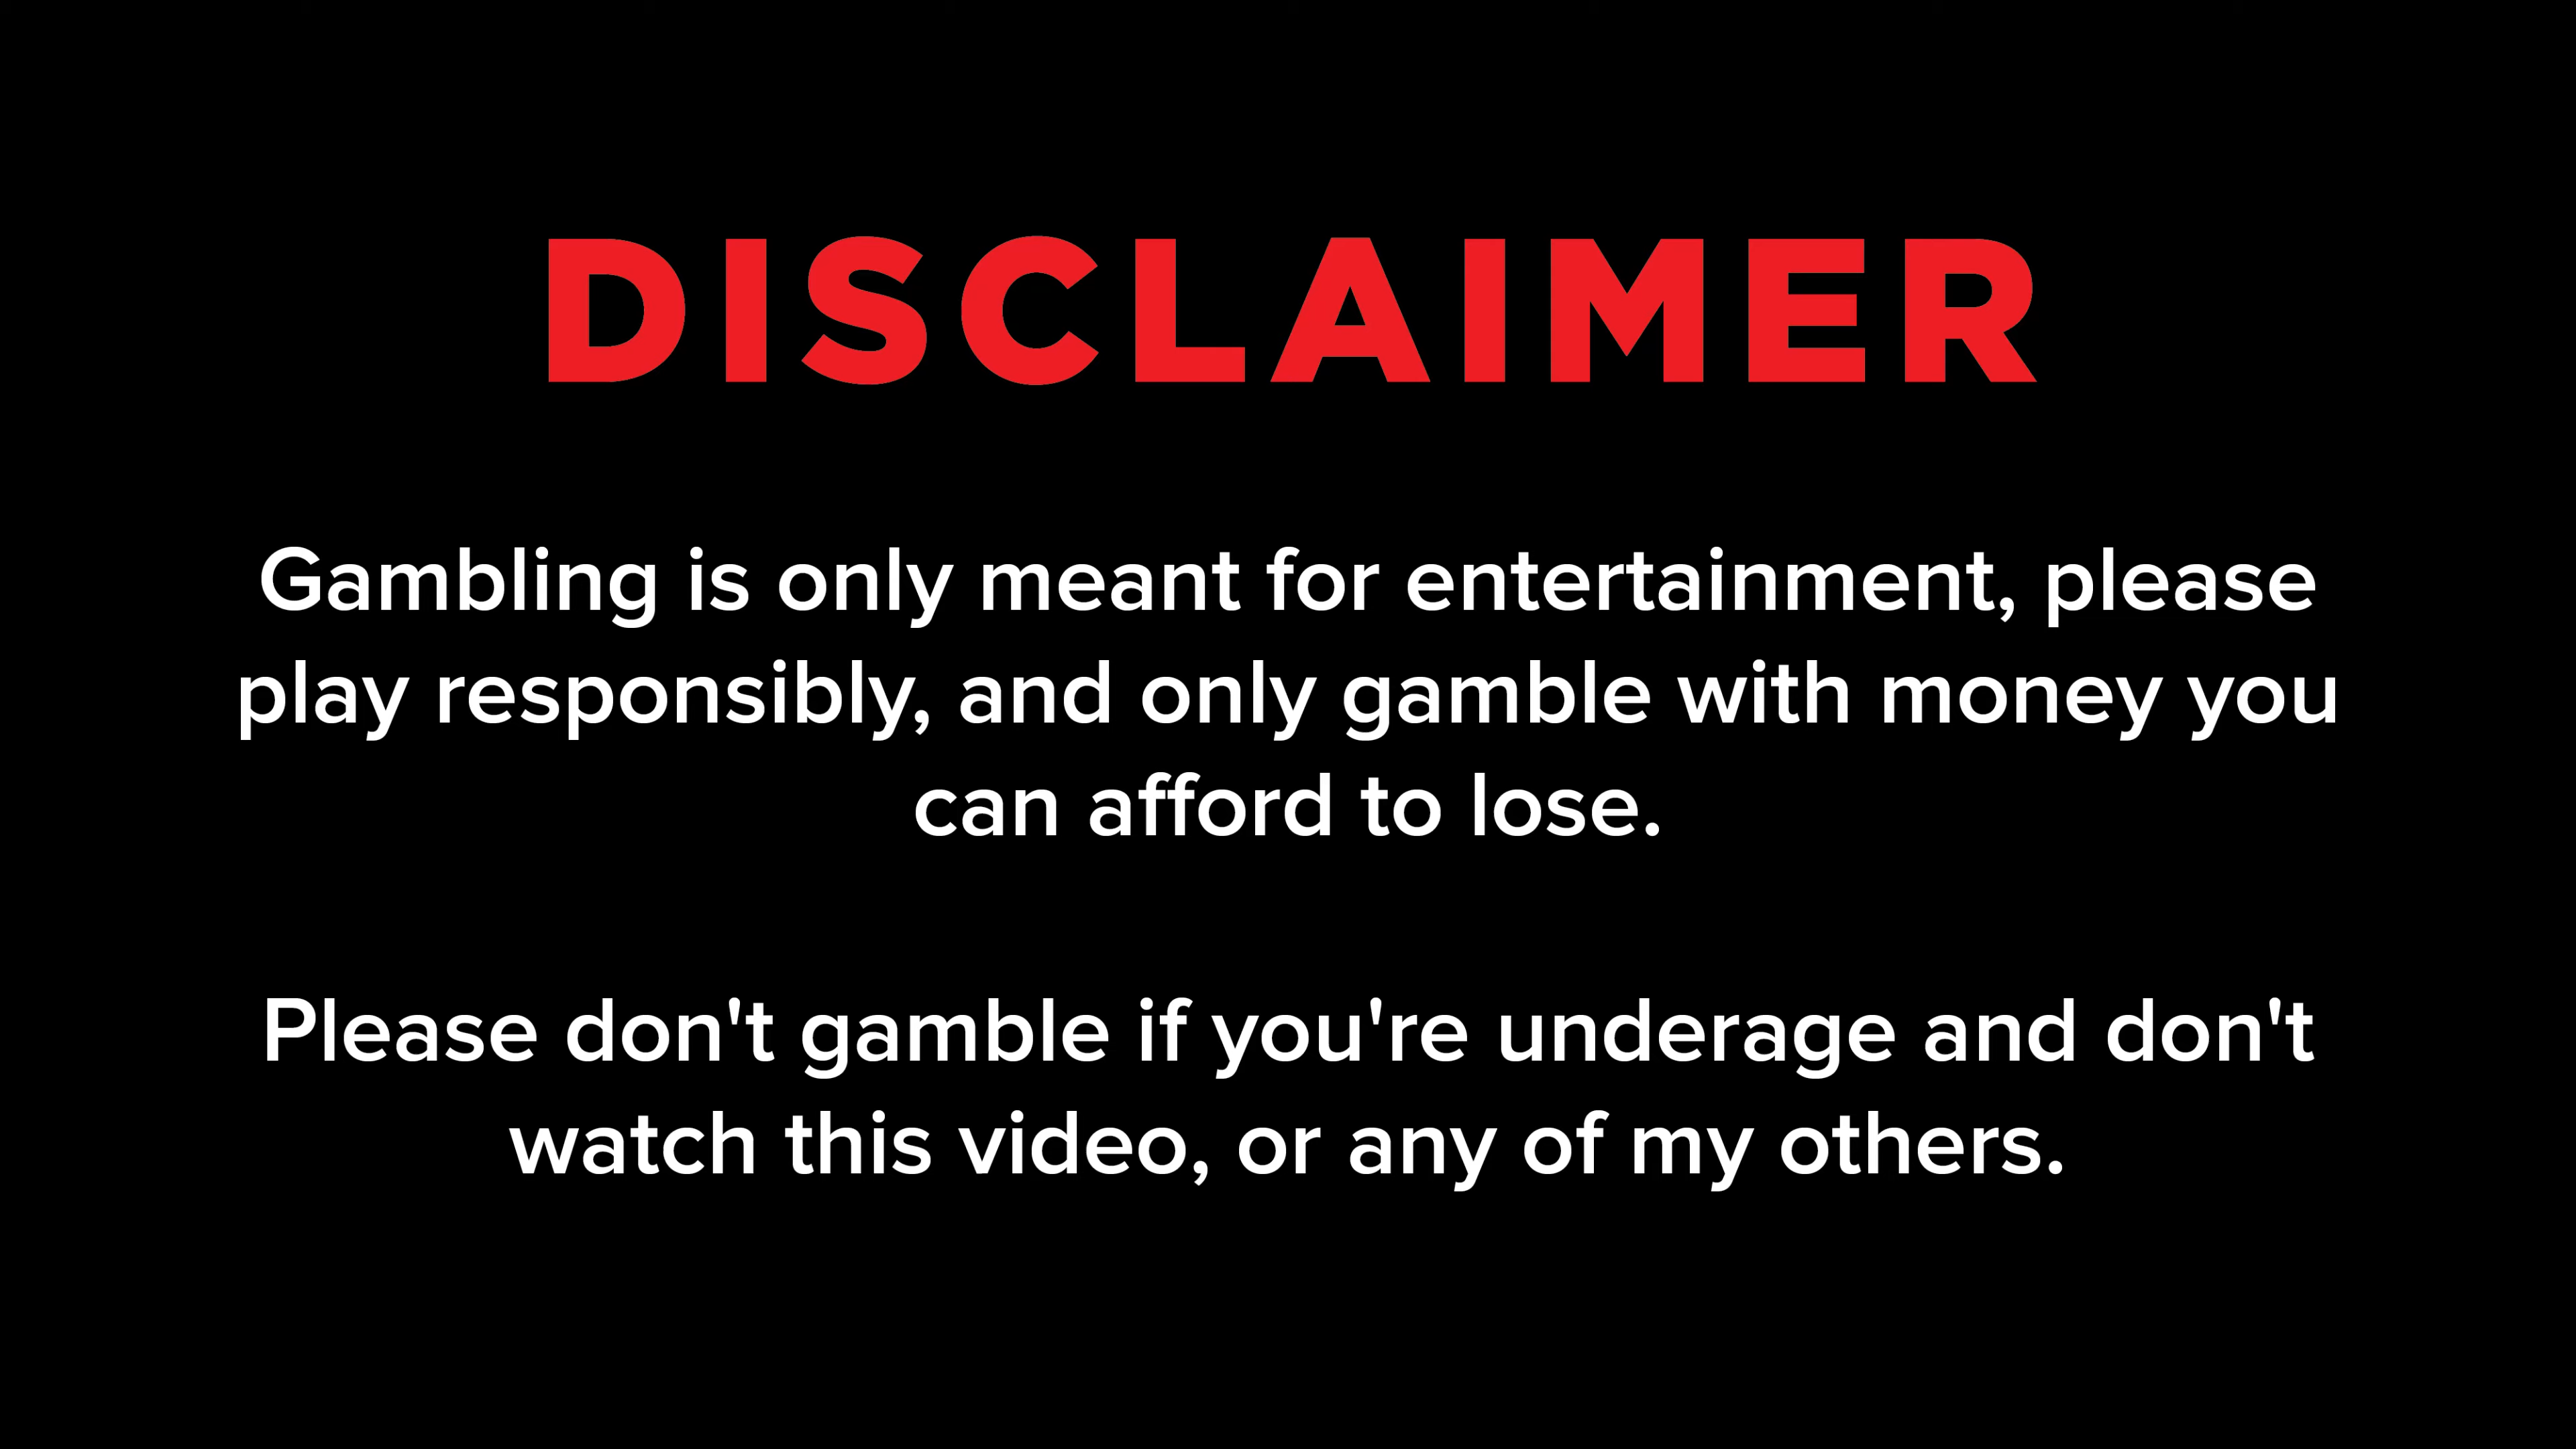 DISCLAIMER
Gambling is only meant for entertainment, please
play responsibly, and only gamble with money you
can afford to lose.
Please don't gamble if you're underage and don't
watch this video, or any of my others.